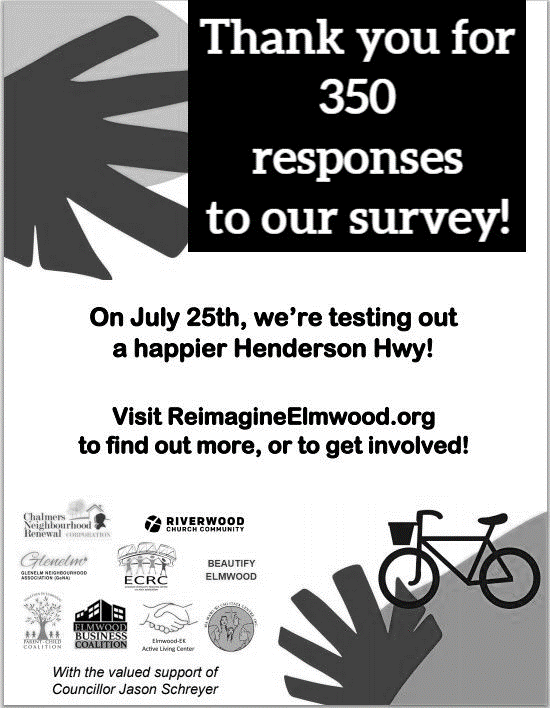 Thank you for
350
responses
to our survey!
On July 25th, we're testing out
a happier Henderson Hwy!
Visit ReimagineElmwood.org
to find out more, or to get involved!
Chalmers
Neighbourhood
Renewal CORPORATION
RIVERWOOD
CHURCH COMMUNITY
Glenelm
GLENELM NEIGHBOURHOOD
ASSOCIATION (GeNA)
ECRC
BEAUTIFY
ELMWOOD
PARENT-CHILD
COALITION
ELMWOOD
BUSINESS
COALITION
Elmwood-EK
Active Living Center
With the valued support of
Councillor Jason Schreyer